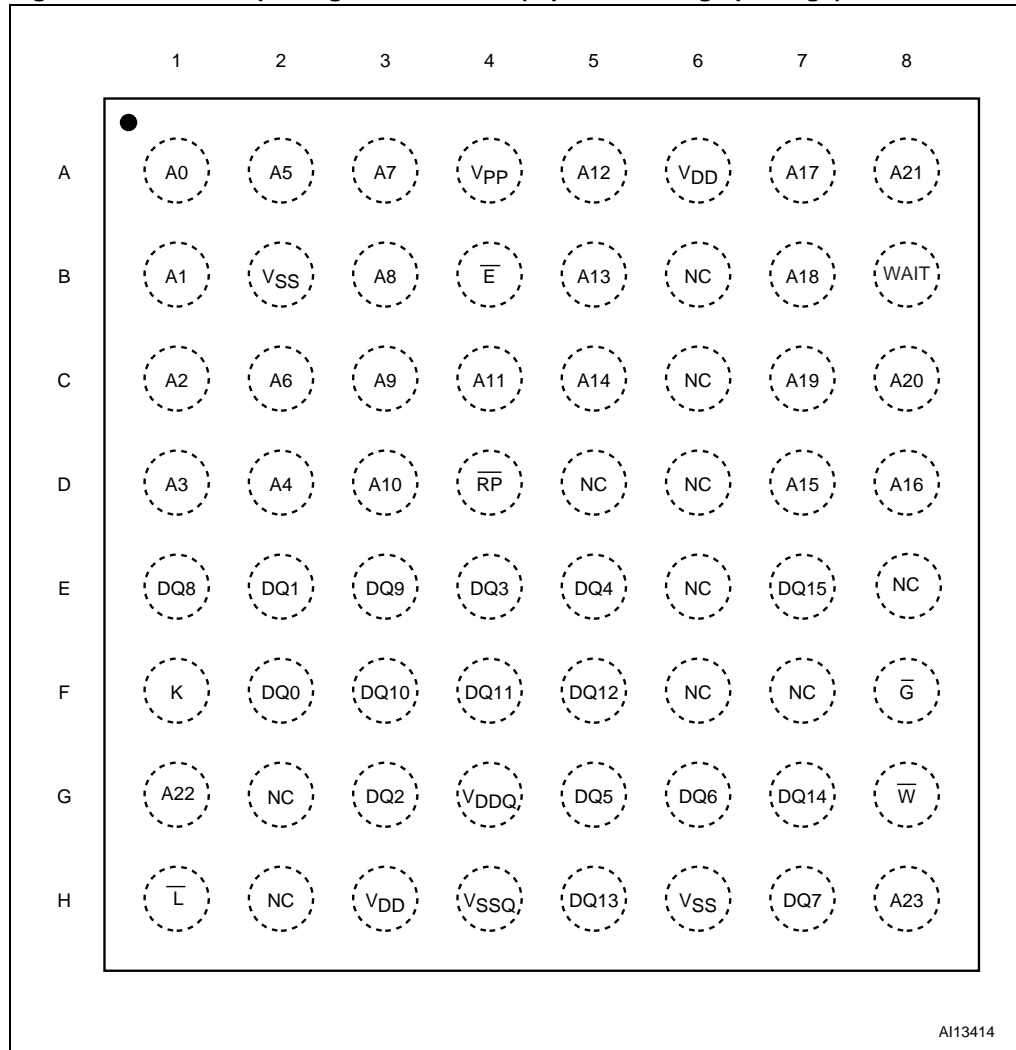 1 2 3 4 5 6 7 8
A A0 A5 A7 VPP A12 VDD A17 A21
B A1 VSS A8 E̅ A13 NC A18 WAIT
C A2 A6 A9 A11 A14 NC A19 A20
D A3 A4 A10 R̅P̅ NC NC A15 A16
E DQ8 DQ1 DQ9 DQ3 DQ4 NC DQ15 NC
F K DQ0 DQ10 DQ11 DQ12 NC NC G̅
G A22 NC DQ2 VDDQ DQ5 DQ6 DQ14 W̅
H L̅ NC VDD VSSQ DQ13 VSS DQ7 A23
AI13414